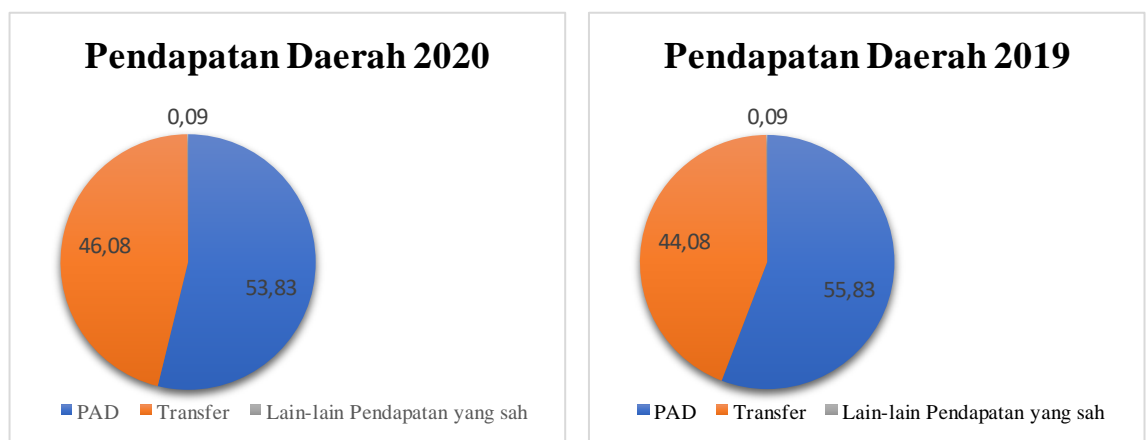 Pendapatan Daerah 2020
0,09
46,08
53,83
PAD Transfer Lain-lain Pendapatan yang sah
Pendapatan Daerah 2019
0,09
44,08
55,83
PAD Transfer Lain-lain Pendapatan yang sah